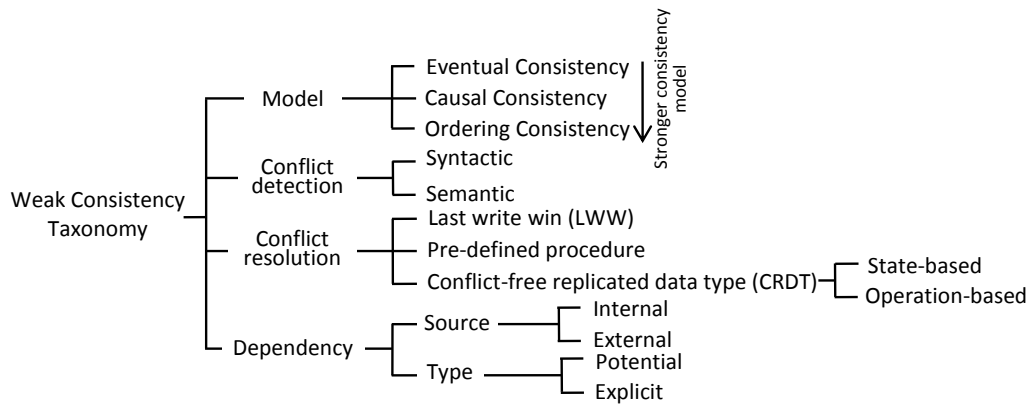 Weak Consistency
Taxonomy
Model
Eventual Consistency
Causal Consistency
Ordering Consistency
Stronger consistency
model
Conflict
detection
Syntactic
Semantic
Conflict
resolution
Last write win (LWW)
Pre-defined procedure
Conflict-free replicated data type (CRDT)
State-based
Operation-based
Dependency
Source
Internal
External
Type
Potential
Explicit